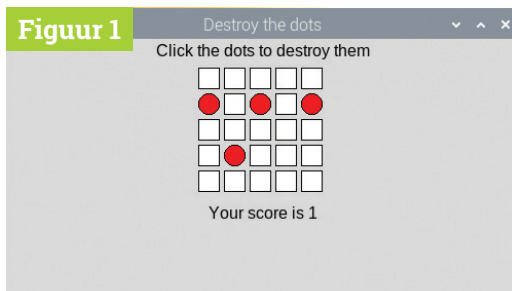 Figuur 1
Destroy the dots
Click the dots to destroy them
Your score is 1